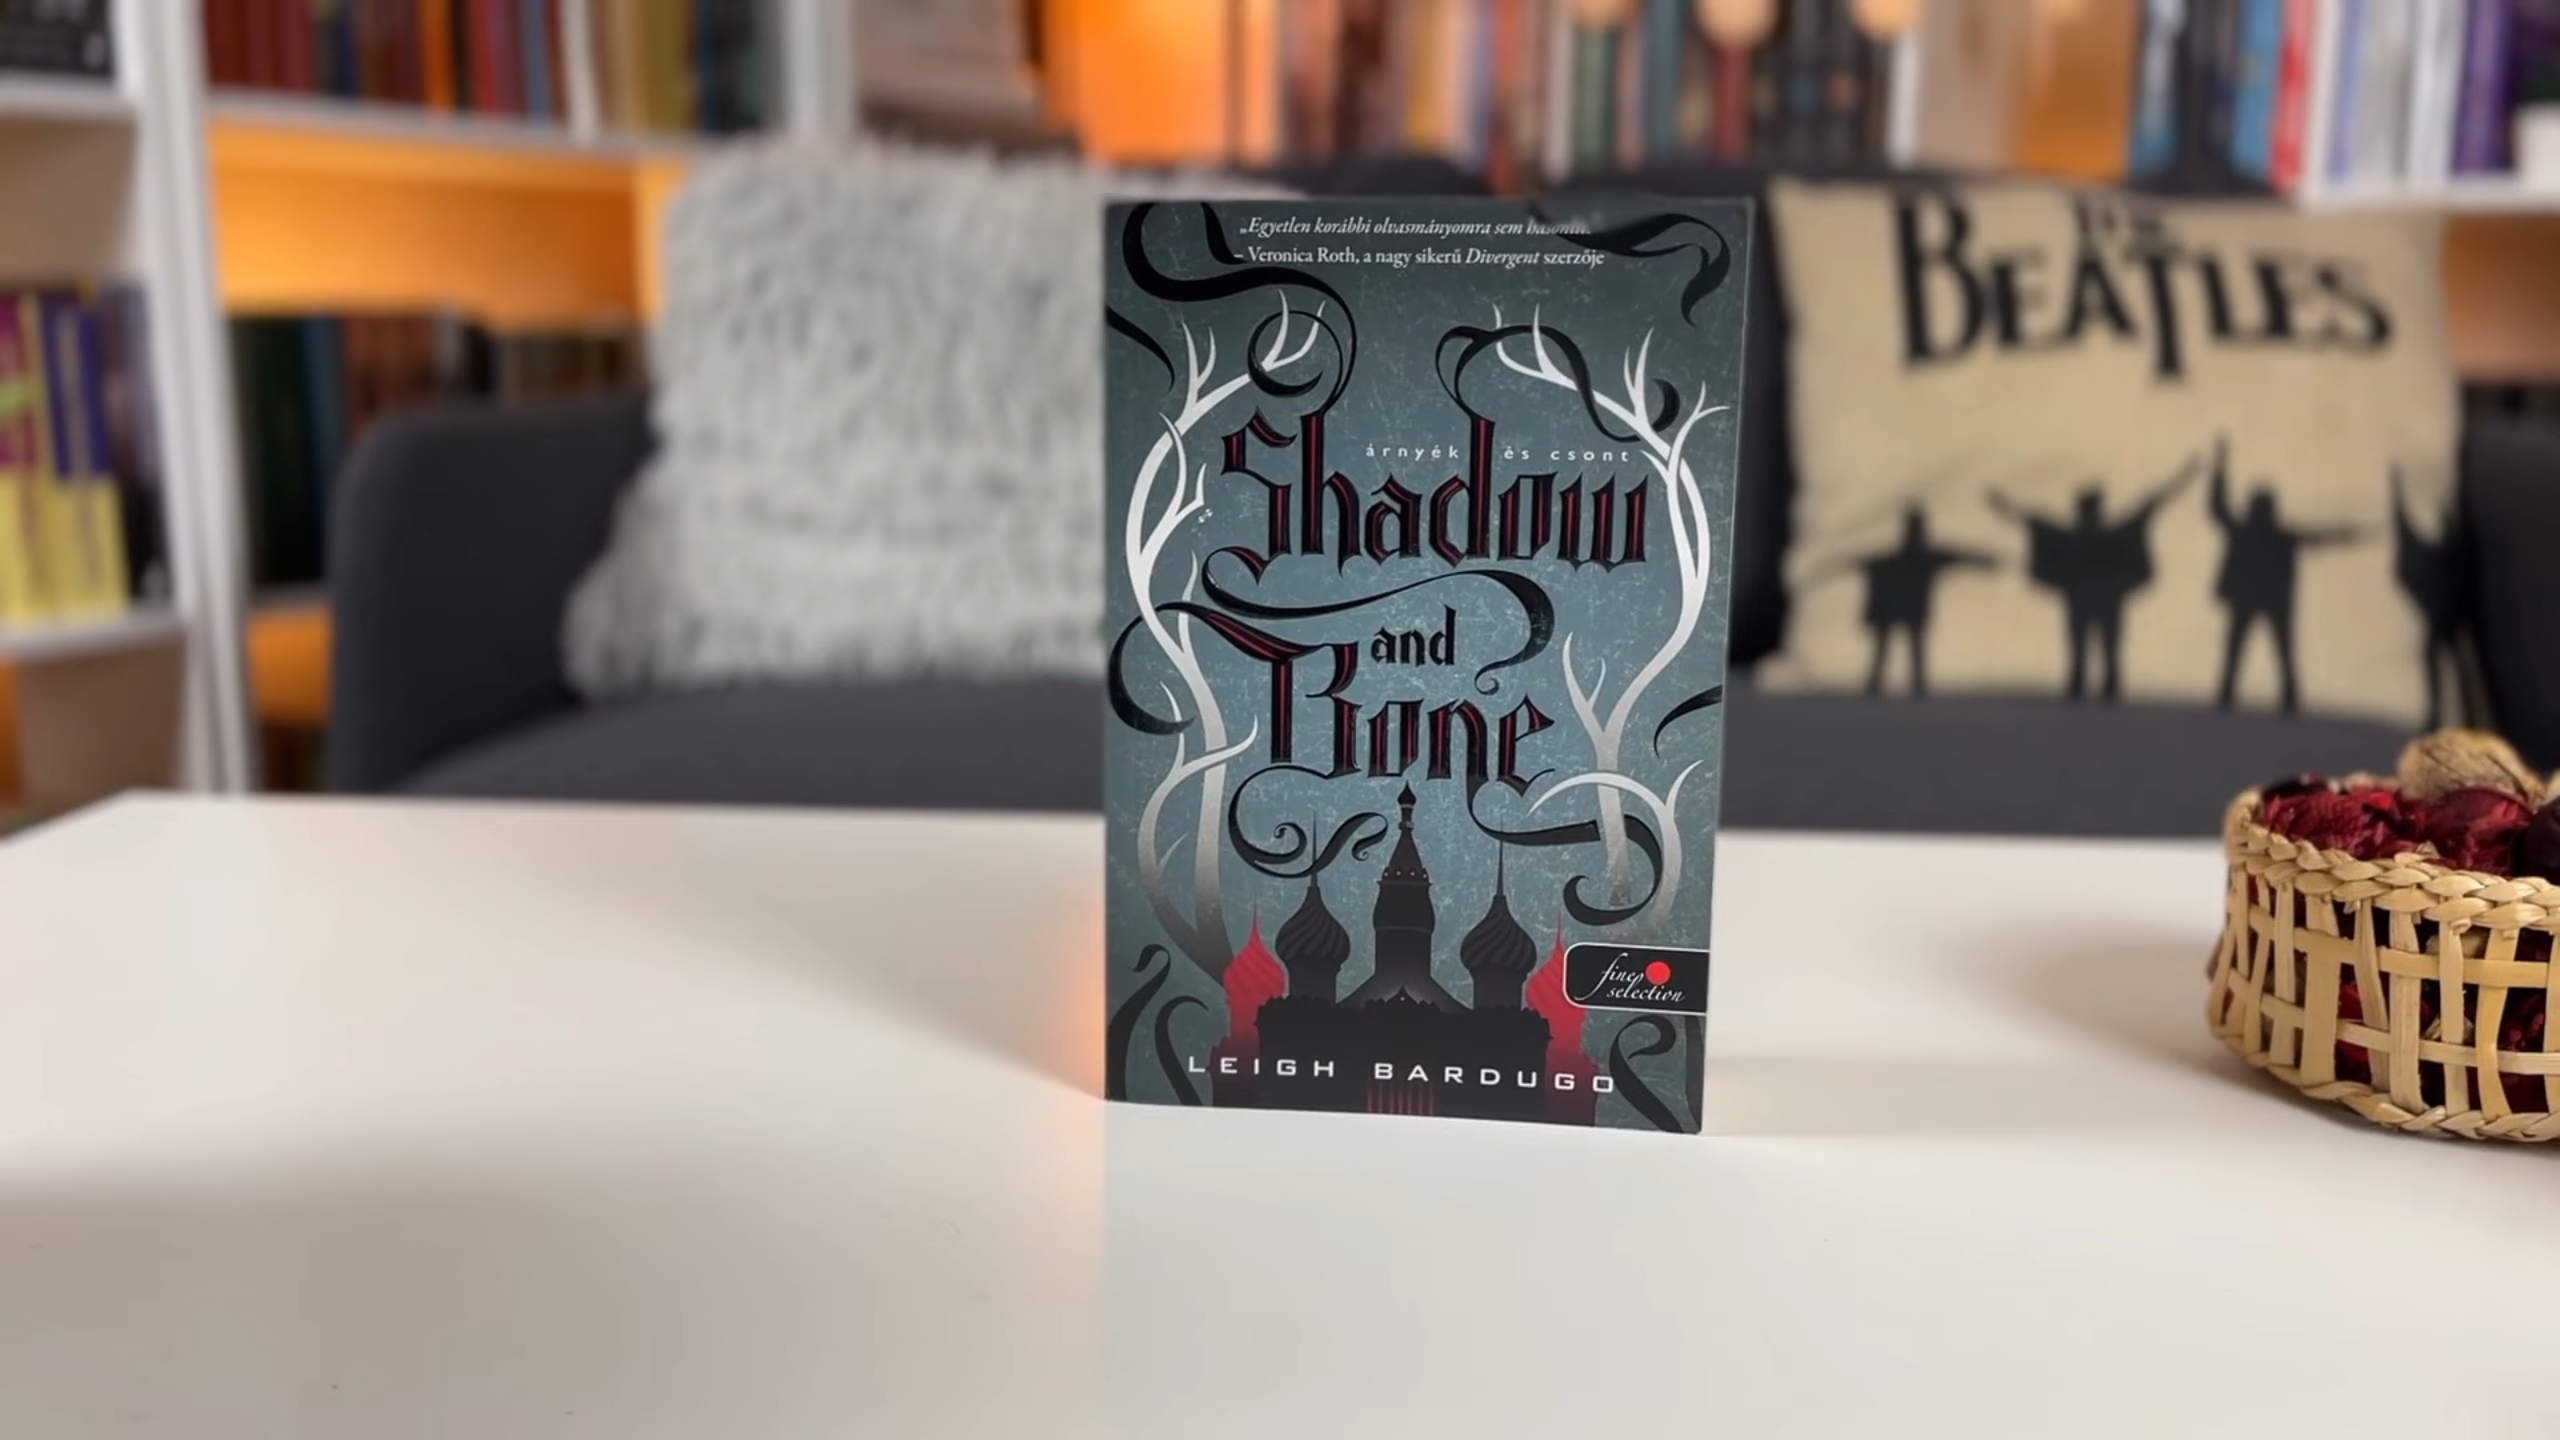 „Egyetlen korábbi olvasmányomra sem hasonlít."
– Veronica Roth, a nagy sikerű Divergent szerzője
árnyék és csont
Shadow
and
Bone
fine selection
LEIGH BARDUGO
THE
BEATLES